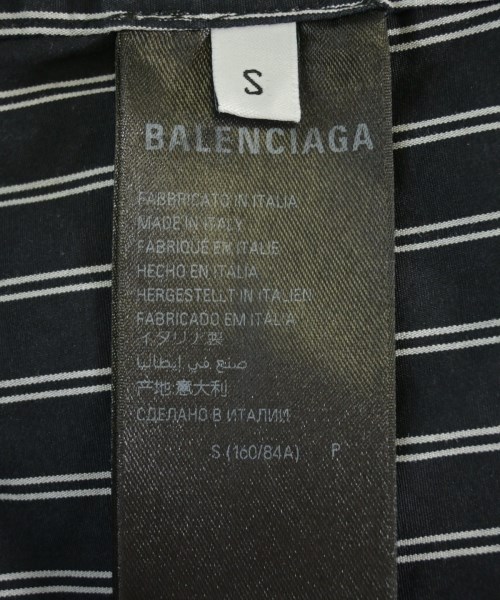 S
BALENCIAGA
FABBRICATO IN ITALIA
MADE IN ITALY
FABRIQUÉ EN ITALIE
HECHO EN ITALIA
HERGESTELLT IN ITALIEN
FABRICADO EM ITÁLIA
イタリア製
صنع في إيطاليا
产地:意大利
СДЕЛАНО В ИТАЛИИ
S (160/84A) P